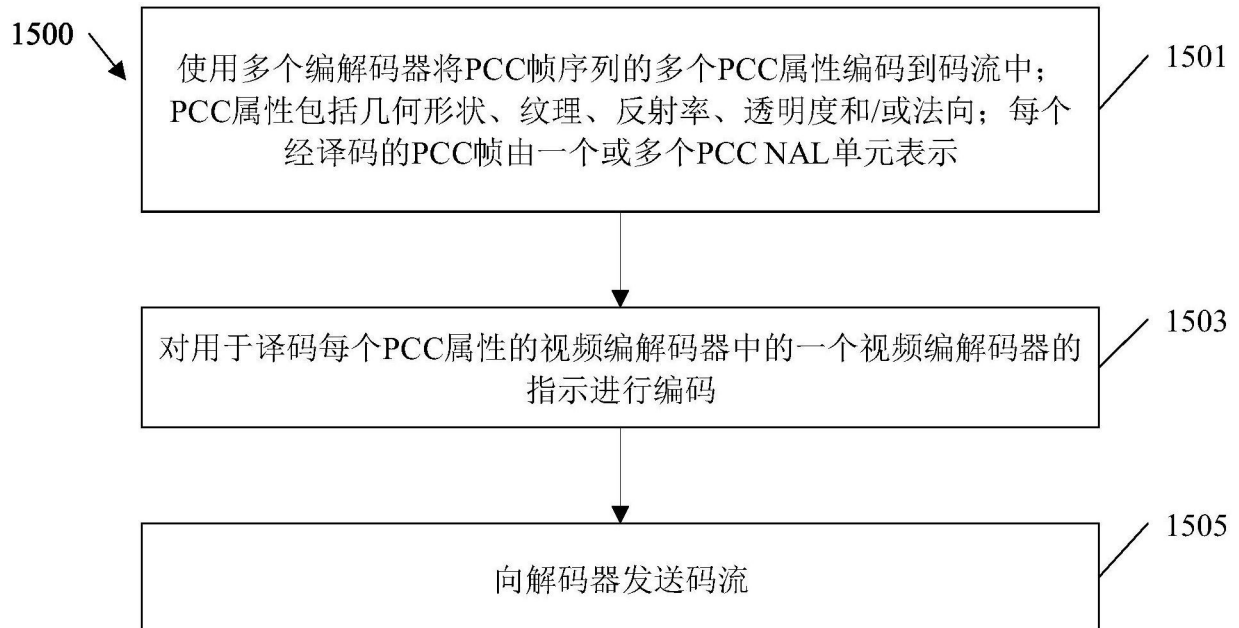 1500
使用多个编解码器将PCC帧序列的多个PCC属性编码到码流中；
PCC属性包括几何形状、纹理、反射率、透明度和/或法向；每个
经译码的PCC帧由一个或多个PCC NAL单元表示
1501
对用于译码每个PCC属性的视频编解码器中的一个视频编解码器的
指示进行编码
1503
向解码器发送码流
1505